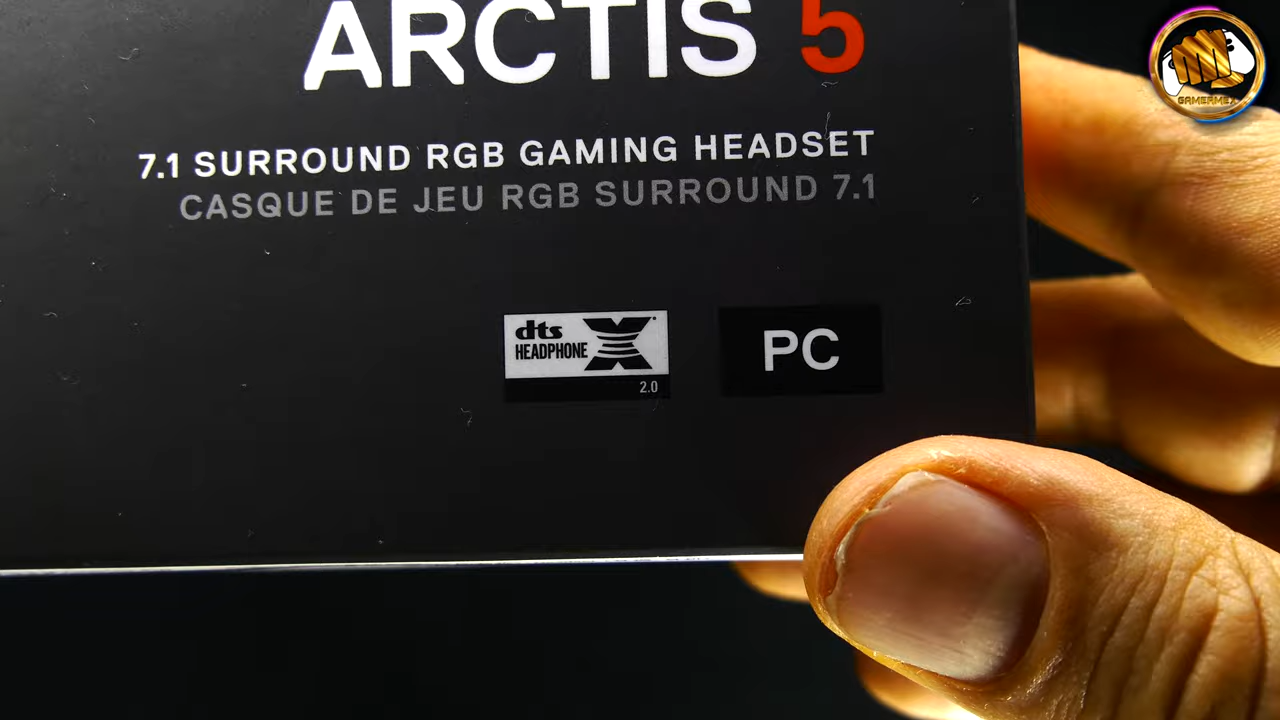 ARCTIS 5
7.1 SURROUND RGB GAMING HEADSET
CASQUE DE JEU RGB SURROUND 7.1
dts
HEADPHONE X
2.0
PC
GAMERMEX